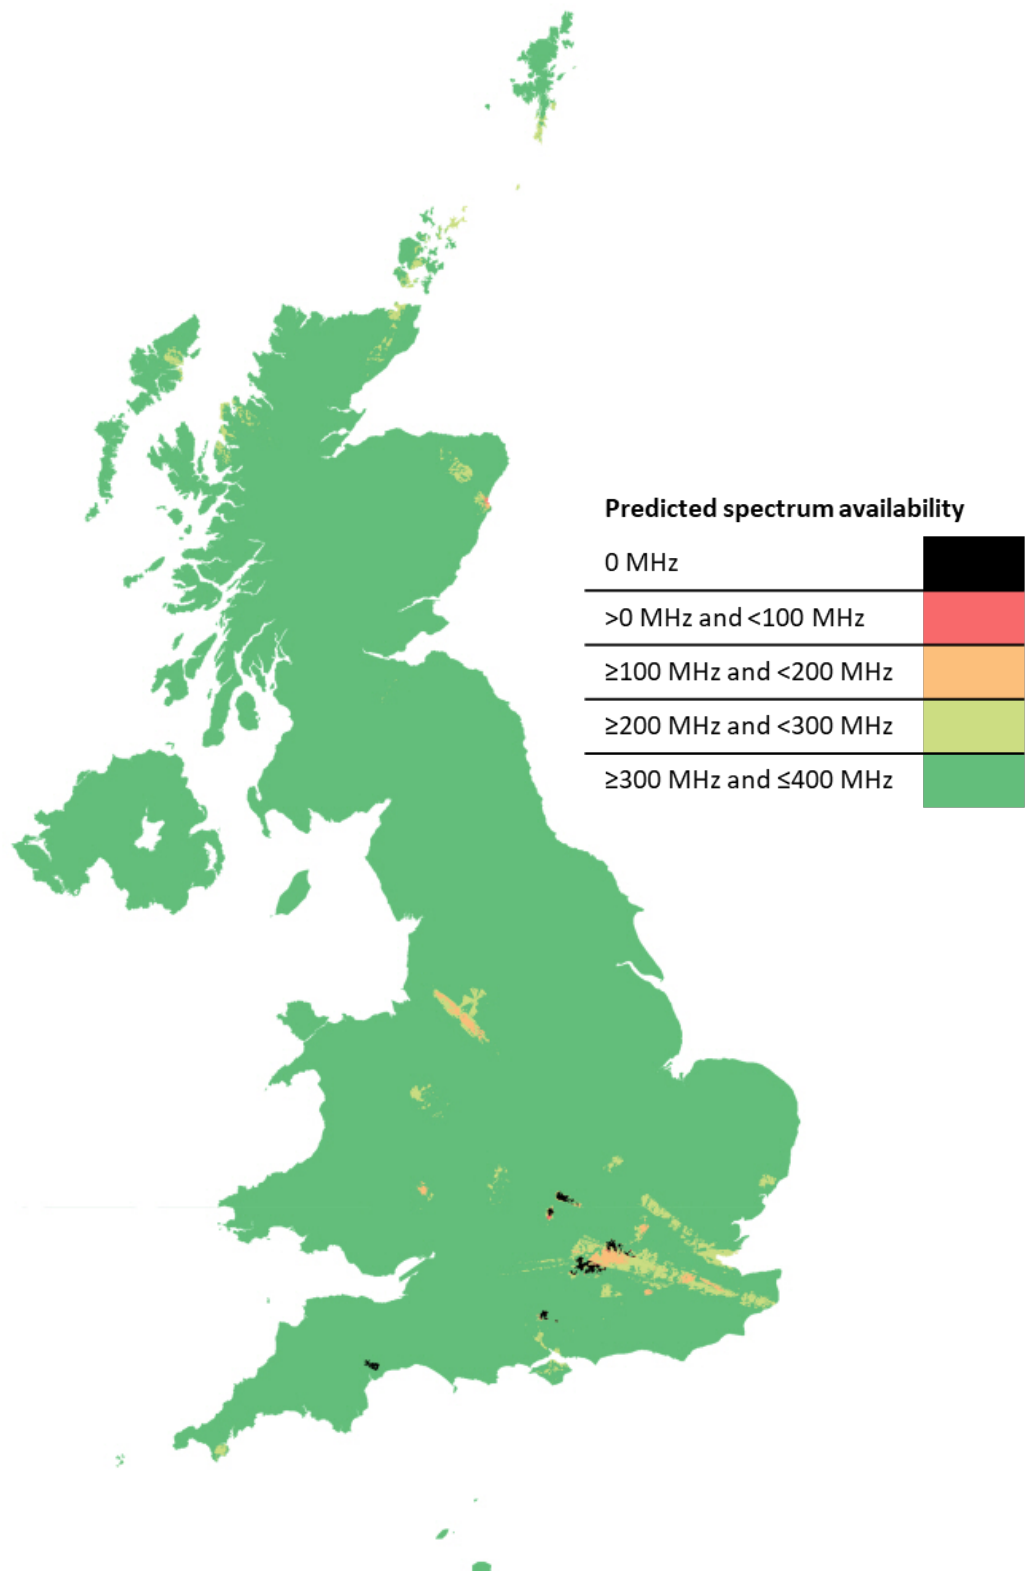 Predicted spectrum availability
0 MHz
>0 MHz and <100 MHz
≥100 MHz and <200 MHz
≥200 MHz and <300 MHz
≥300 MHz and ≤400 MHz